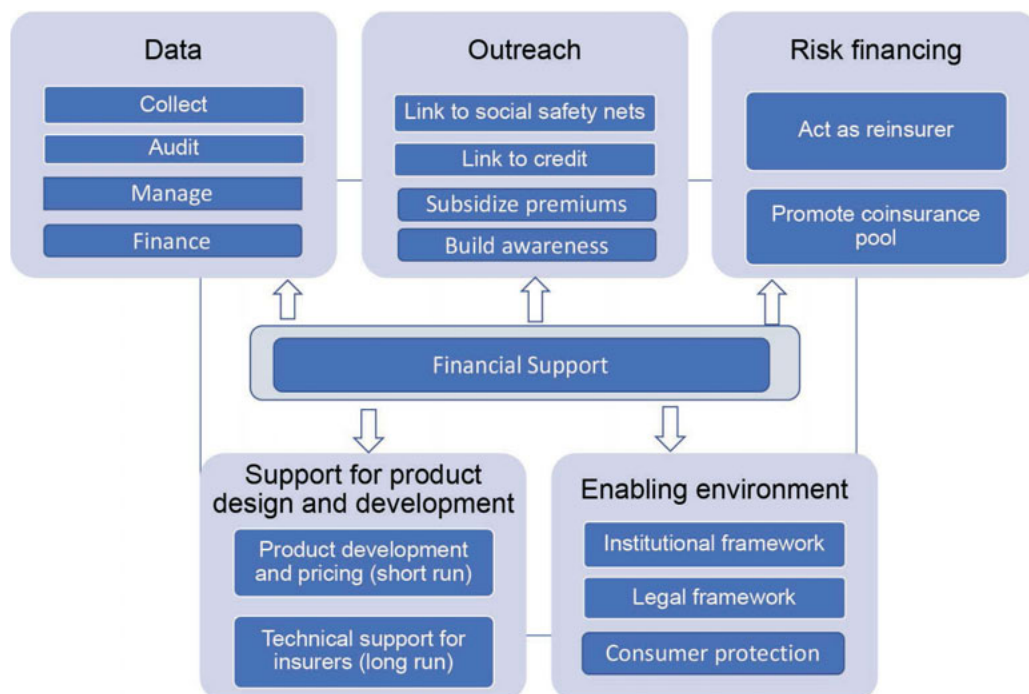 Data
Collect
Audit
Manage
Finance
Outreach
Link to social safety nets
Link to credit
Subsidize premiums
Build awareness
Risk financing
Act as reinsurer
Promote coinsurance
pool
Financial Support
Support for product
design and development
Product development
and pricing (short run)
Technical support for
insurers (long run)
Enabling environment
Institutional framework
Legal framework
Consumer protection